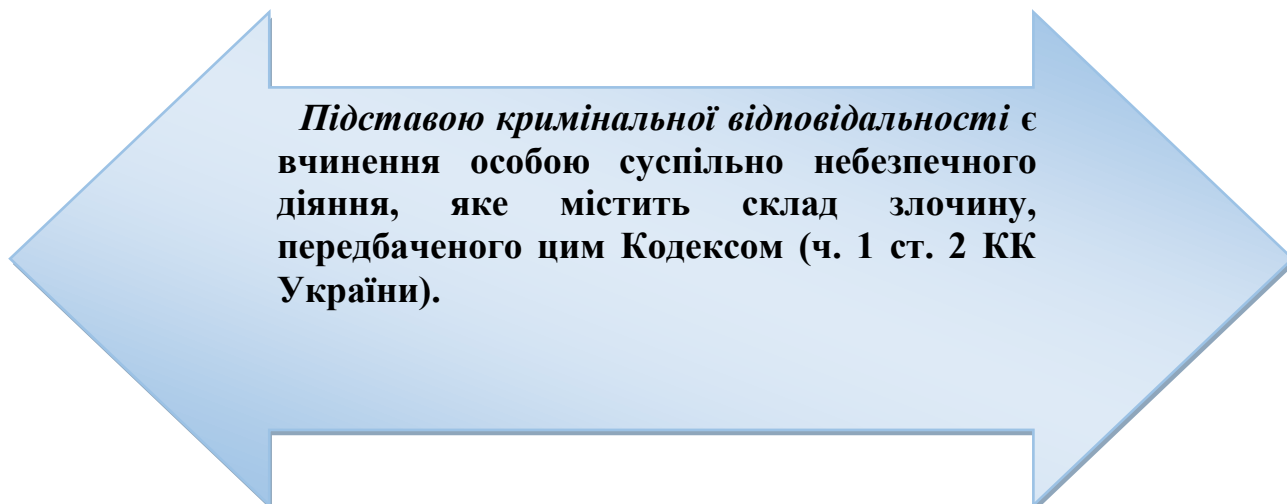 Підставою кримінальної відповідальності є
вчинення особою суспільно небезпечного
діяння, яке містить склад злочину,
передбаченого цим Кодексом (ч. 1 ст. 2 КК
України).